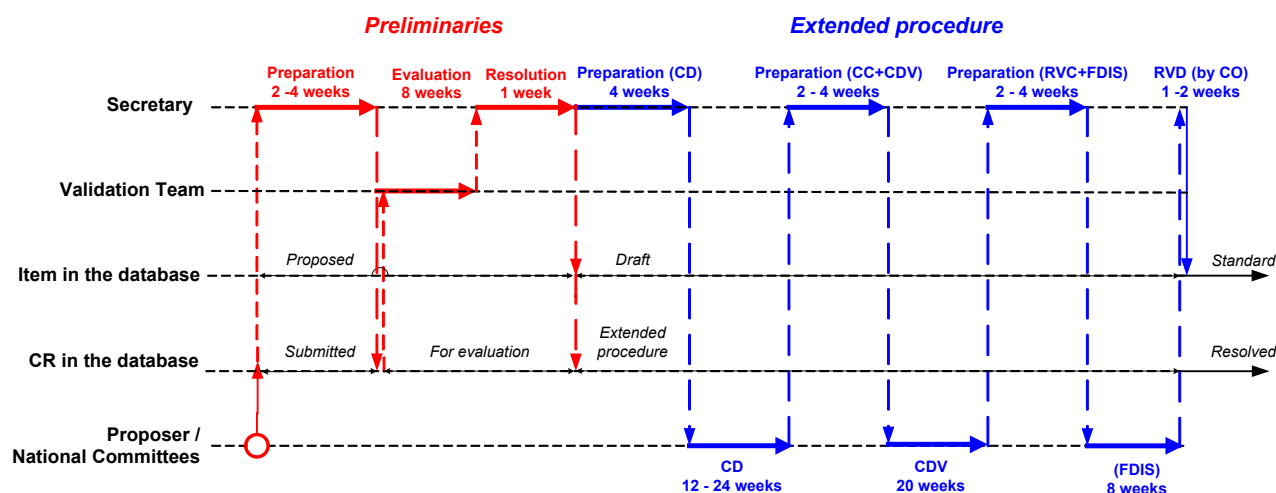 Preliminaries
Extended procedure
Preparation
2 -4 weeks
Evaluation
8 weeks
Resolution
1 week
Preparation (CD)
4 weeks
Preparation (CC+CDV)
2 - 4 weeks
Preparation (RVC+FDIS)
2 - 4 weeks
RVD (by CO)
1 -2 weeks
Secretary
Validation Team
Item in the database
Proposed
Draft
Standard
CR in the database
Submitted
For evaluation
Extended
procedure
Resolved
Proposer /
National Committees
CD
12 - 24 weeks
CDV
20 weeks
(FDIS)
8 weeks